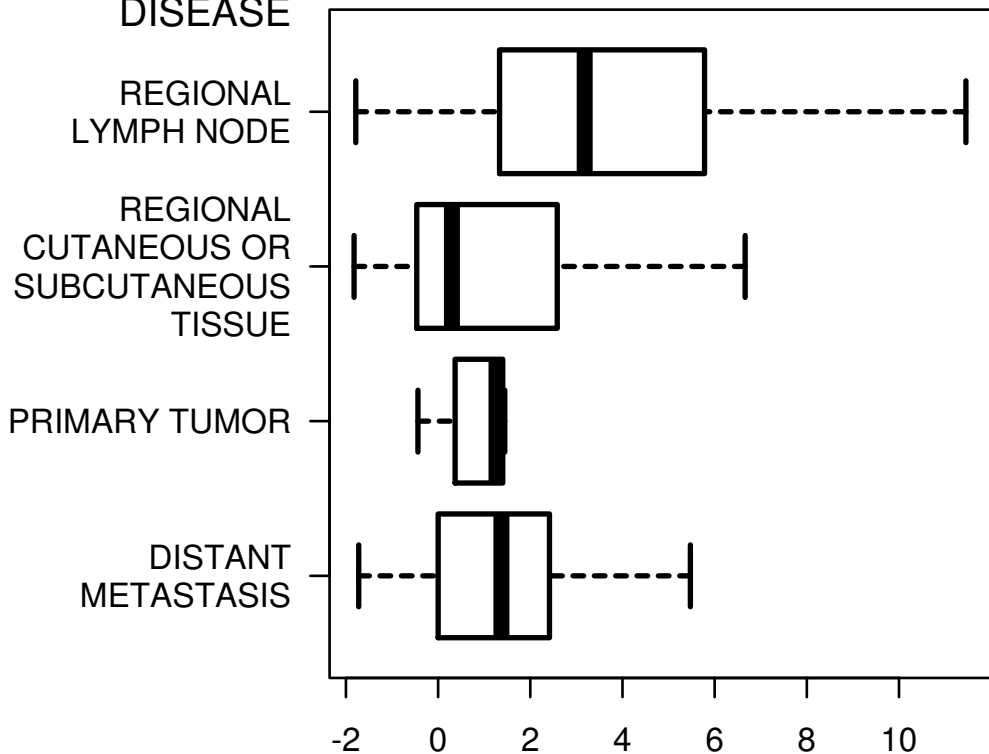 DISEASE
REGIONAL
LYMPH NODE
REGIONAL
CUTANEOUS OR
SUBCUTANEOUS
TISSUE
PRIMARY TUMOR
DISTANT
METASTASIS
-2 0 2 4 6 8 10